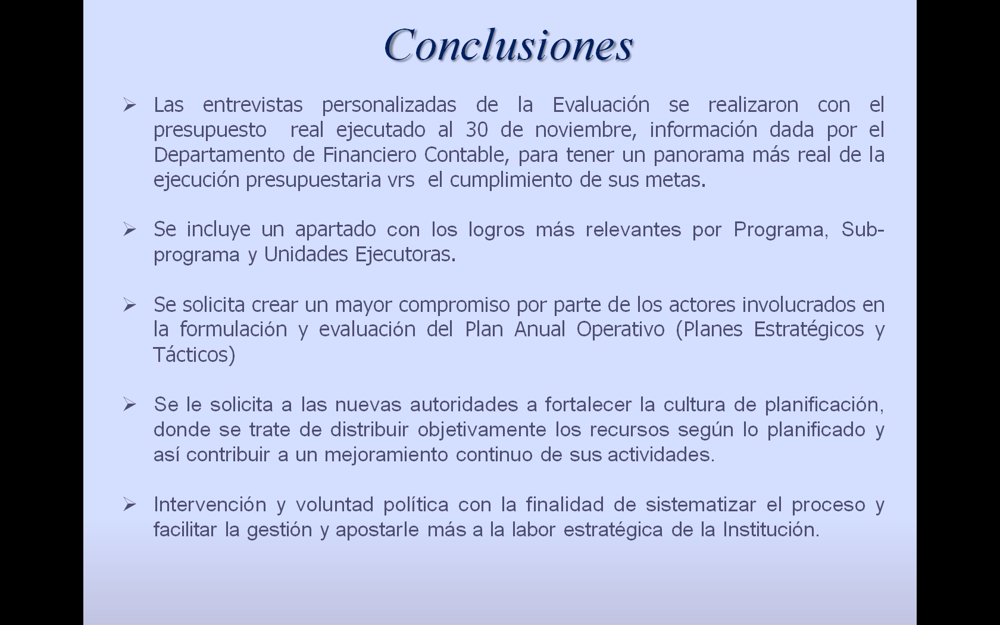 Conclusiones
Las entrevistas personalizadas de la Evaluación se realizaron con el
presupuesto real ejecutado al 30 de noviembre, información dada por el
Departamento de Financiero Contable, para tener un panorama más real de la
ejecución presupuestaria vrs el cumplimiento de sus metas.
Se incluye un apartado con los logros más relevantes por Programa, Sub-
programa y Unidades Ejecutoras.
Se solicita crear un mayor compromiso por parte de los actores involucrados en
la formulación y evaluación del Plan Anual Operativo (Planes Estratégicos y
Tácticos)
Se le solicita a las nuevas autoridades a fortalecer la cultura de planificación,
donde se trate de distribuir objetivamente los recursos según lo planificado y
así contribuir a un mejoramiento continuo de sus actividades.
Intervención y voluntad política con la finalidad de sistematizar el proceso y
facilitar la gestión y apostarle más a la labor estratégica de la Institución.